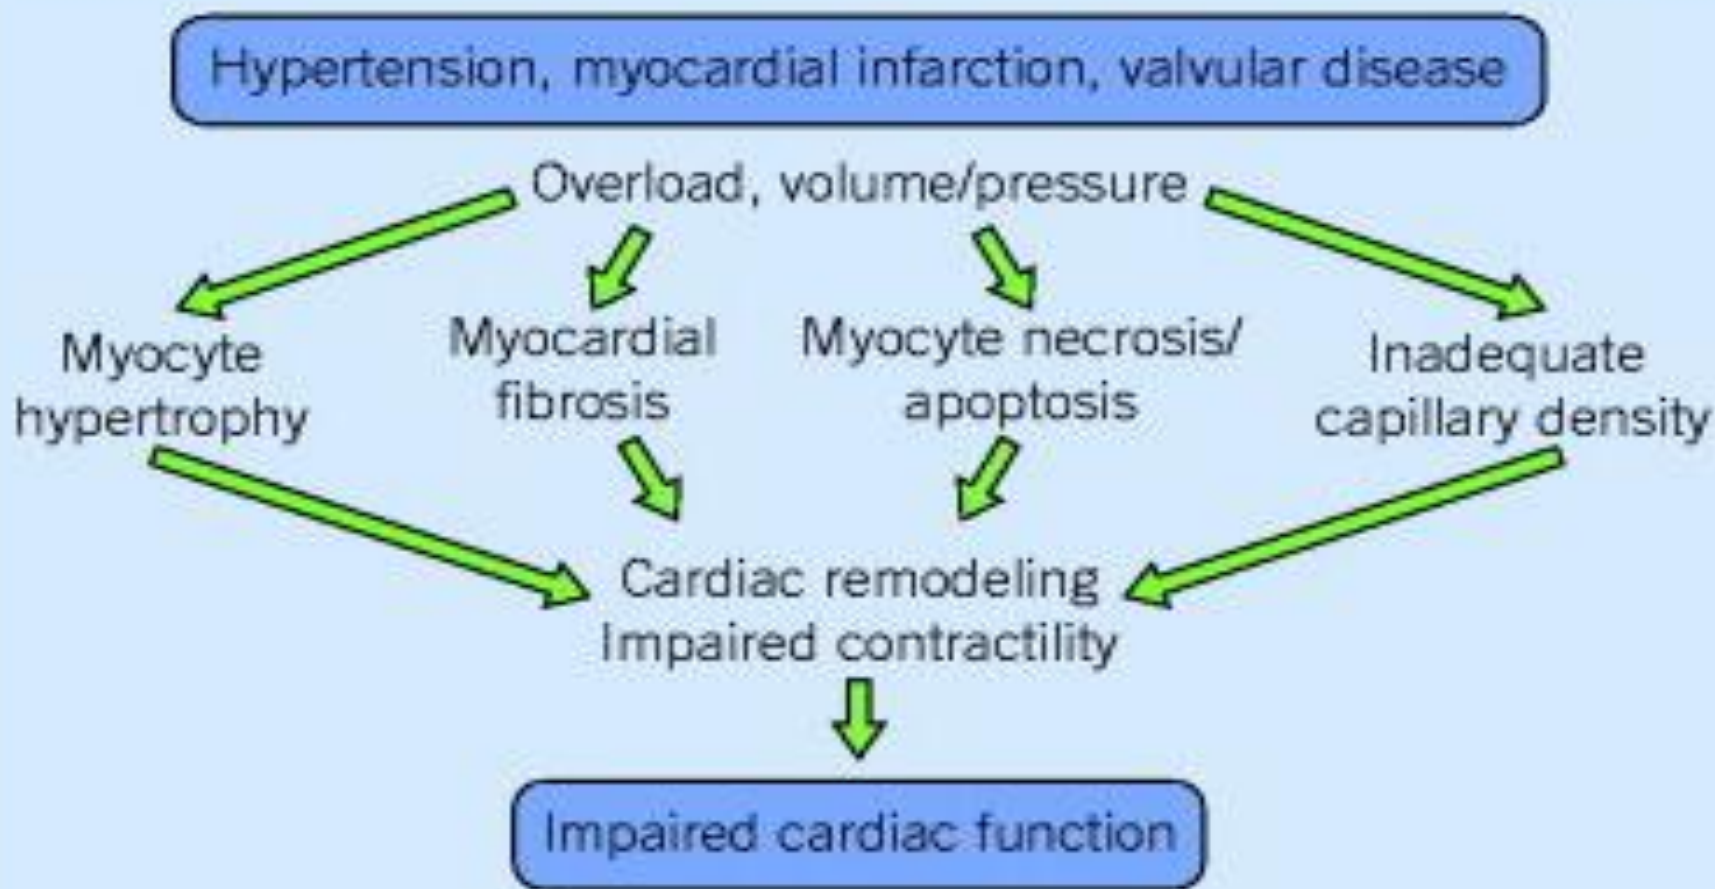 Hypertension, myocardial infarction, valvular disease
Overload, volume/pressure
Myocyte
hypertrophy
Myocardial
fibrosis
Myocyte necrosis/
apoptosis
Inadequate
capillary density
Cardiac remodeling
Impaired contractility
Impaired cardiac function